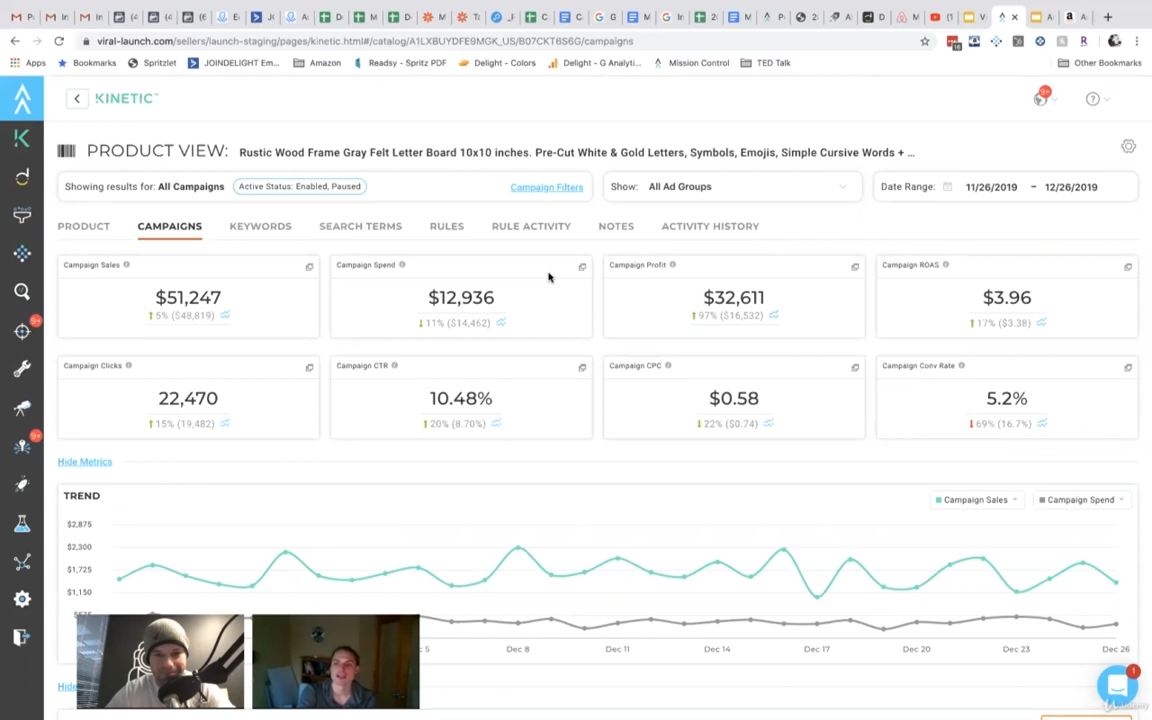 viral-launch.com/sellers/launch-staging/pages/kinetic.html#/catalog/A1LXBUYDFE9MGK_US/B07CKT6S6G/campaigns
Apps Bookmarks Spritzlet JOINDELIGHT Em... Amazon Readsy - Spritz PDF Delight - Colors Delight - G Analyti... Mission Control TED Talk Other Bookmarks
KINETIC
9+
PRODUCT VIEW: Rustic Wood Frame Gray Felt Letter Board 10x10 inches. Pre-Cut White & Gold Letters, Symbols, Emojis, Simple Cursive Words + ...
Showing results for: All Campaigns Active Status: Enabled, Paused Campaign Filters Show: All Ad Groups Date Range: 11/26/2019 - 12/26/2019
PRODUCT CAMPAIGNS KEYWORDS SEARCH TERMS RULES RULE ACTIVITY NOTES ACTIVITY HISTORY
Campaign Sales Campaign Spend Campaign Profit Campaign ROAS
$51,247 $12,936 $32,611 $3.96
↑5% ($48,819) ↓11% ($14,462) ↑97% ($16,532) ↑17% ($3.38)
9+
Campaign Clicks Campaign CTR Campaign CPC Campaign Conv Rate
22,470 10.48% $0.58 5.2%
↑15% (19,482) ↑20% (8.70%) ↓22% ($0.74) ↓69% (16.7%)
9+
Hide Metrics
TREND Campaign Sales Campaign Spend
$2,875
$2,300
$1,725
$1,150
Dec 8 Dec 11 Dec 14 Dec 17 Dec 20 Dec 23 Dec 26
1
Udemy